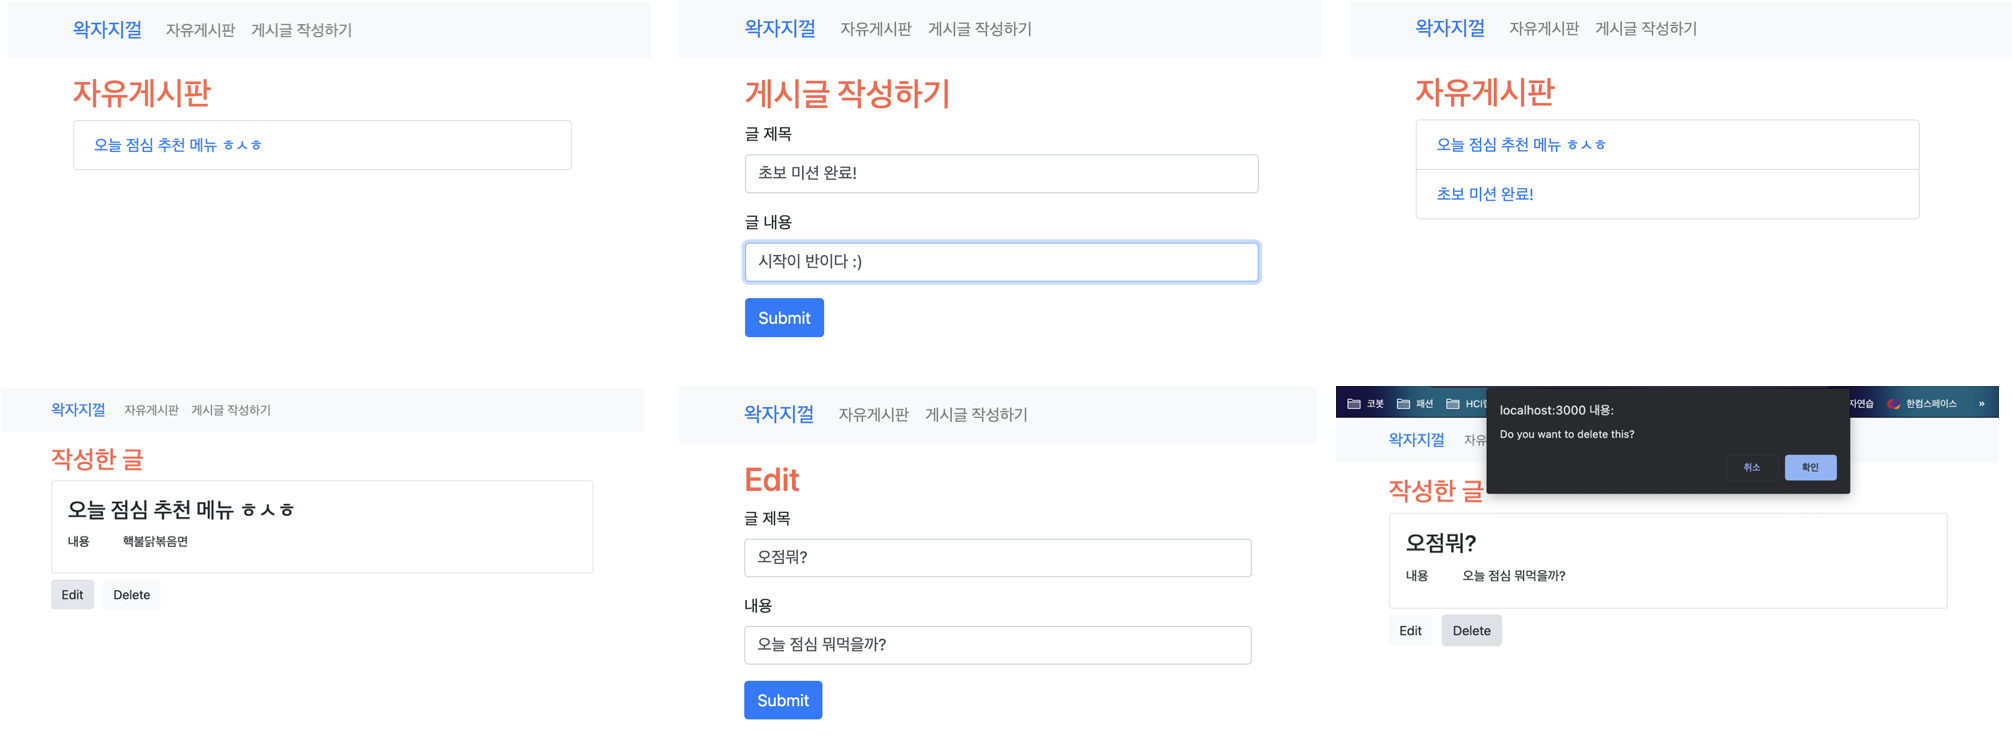 왁자지껄 자유게시판 게시글 작성하기
자유게시판
오늘 점심 추천 메뉴 ㅎㅅㅎ
왁자지껄 자유게시판 게시글 작성하기
게시글 작성하기
글 제목
초보 미션 완료!
글 내용
시작이 반이다 :)
Submit
왁자지껄 자유게시판 게시글 작성하기
자유게시판
오늘 점심 추천 메뉴 ㅎㅅㅎ
초보 미션 완료!
왁자지껄 자유게시판 게시글 작성하기
작성한 글
오늘 점심 추천 메뉴 ㅎㅅㅎ
내용 핵불닭볶음면
Edit Delete
왁자지껄 자유게시판 게시글 작성하기
Edit
글 제목
오점뭐?
내용
오늘 점심 뭐먹을까?
Submit
코봇 패션 자연습 한컴스페이스 »
localhost:3000 내용:
Do you want to delete this?
취소 확인
왁자지껄
작성한 글
오점뭐?
내용 오늘 점심 뭐먹을까?
Edit Delete